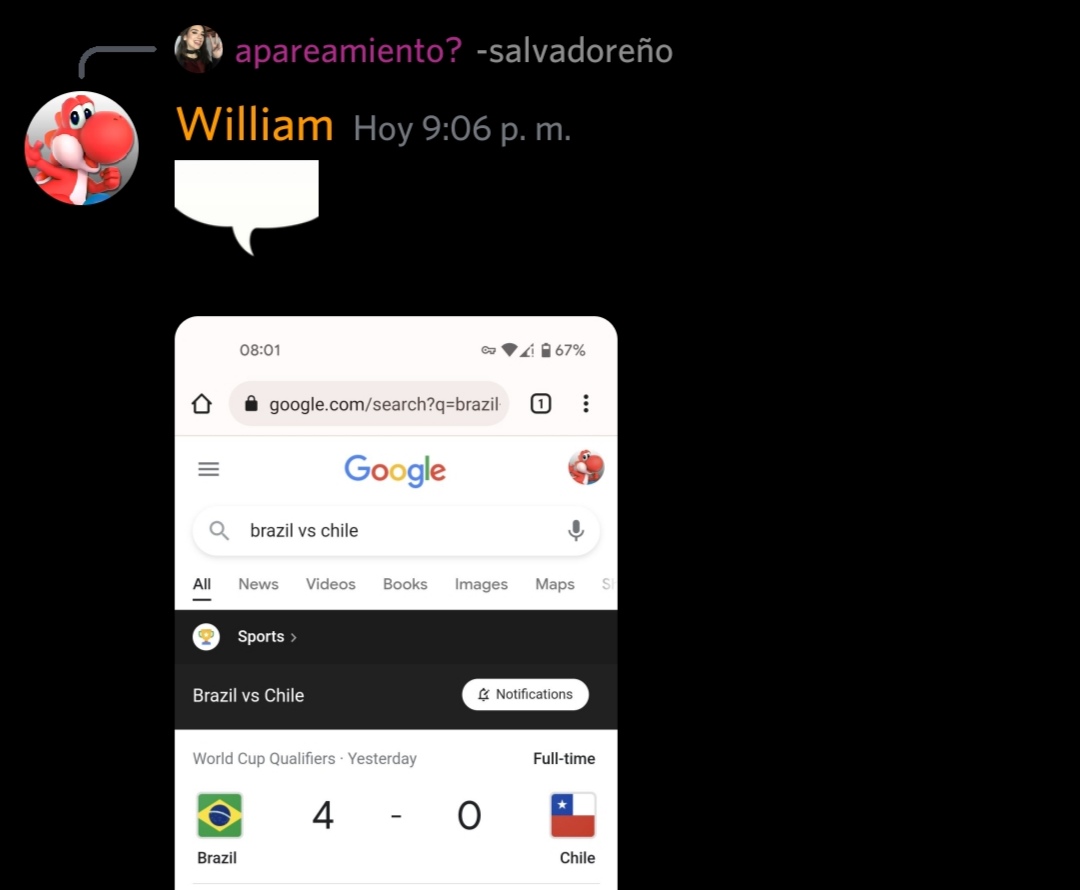 apareamiento? -salvadoreño
William Hoy 9:06 p. m.
08:01 67%
google.com/search?q=brazil 1
Google
brazil vs chile
All News Videos Books Images Maps
Sports ›
Brazil vs Chile Notifications
World Cup Qualifiers · Yesterday Full-time
4 - 0
Brazil Chile